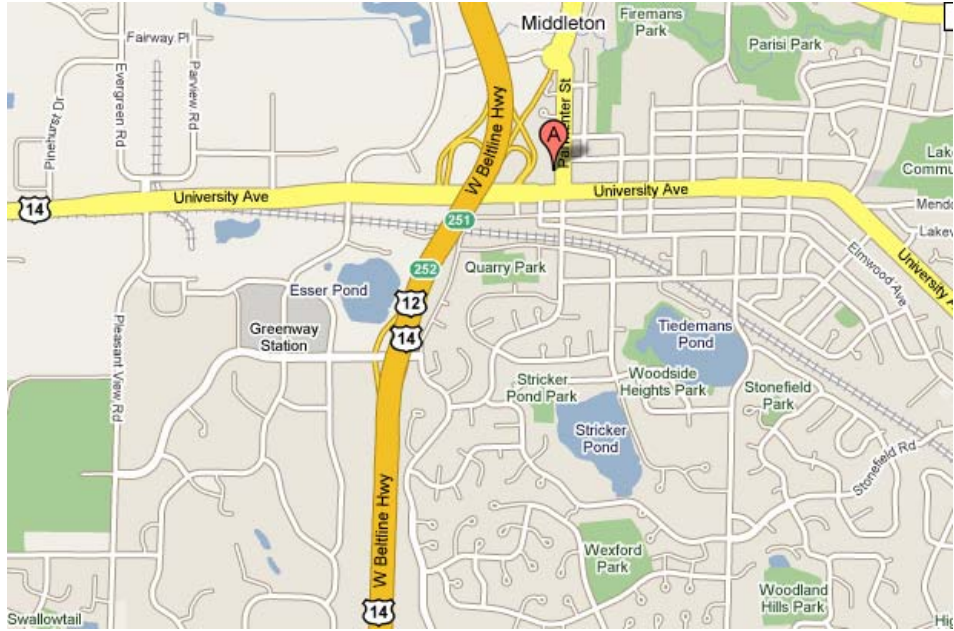 Middleton
Firemans
Park
Parisi Park
Fairway Pl
Evergreen Rd
Parview Rd
Pinehurst Dr
W Beltline Hwy
A
Lake
Commu
14
University Ave
University Ave
Mendo
251
Lakev
Elmwood Ave
University A
252
Quarry Park
Esser Pond
12
14
Greenway
Station
Pleasant View Rd
Tiedemans
Pond
Woodside
Heights Park
Stricker
Pond Park
Stonefield
Park
Stricker
Pond
Stonefield Rd
W Beltline Hwy
Wexford
Park
Woodland
Hills Park
14
Swallowtail
Hig